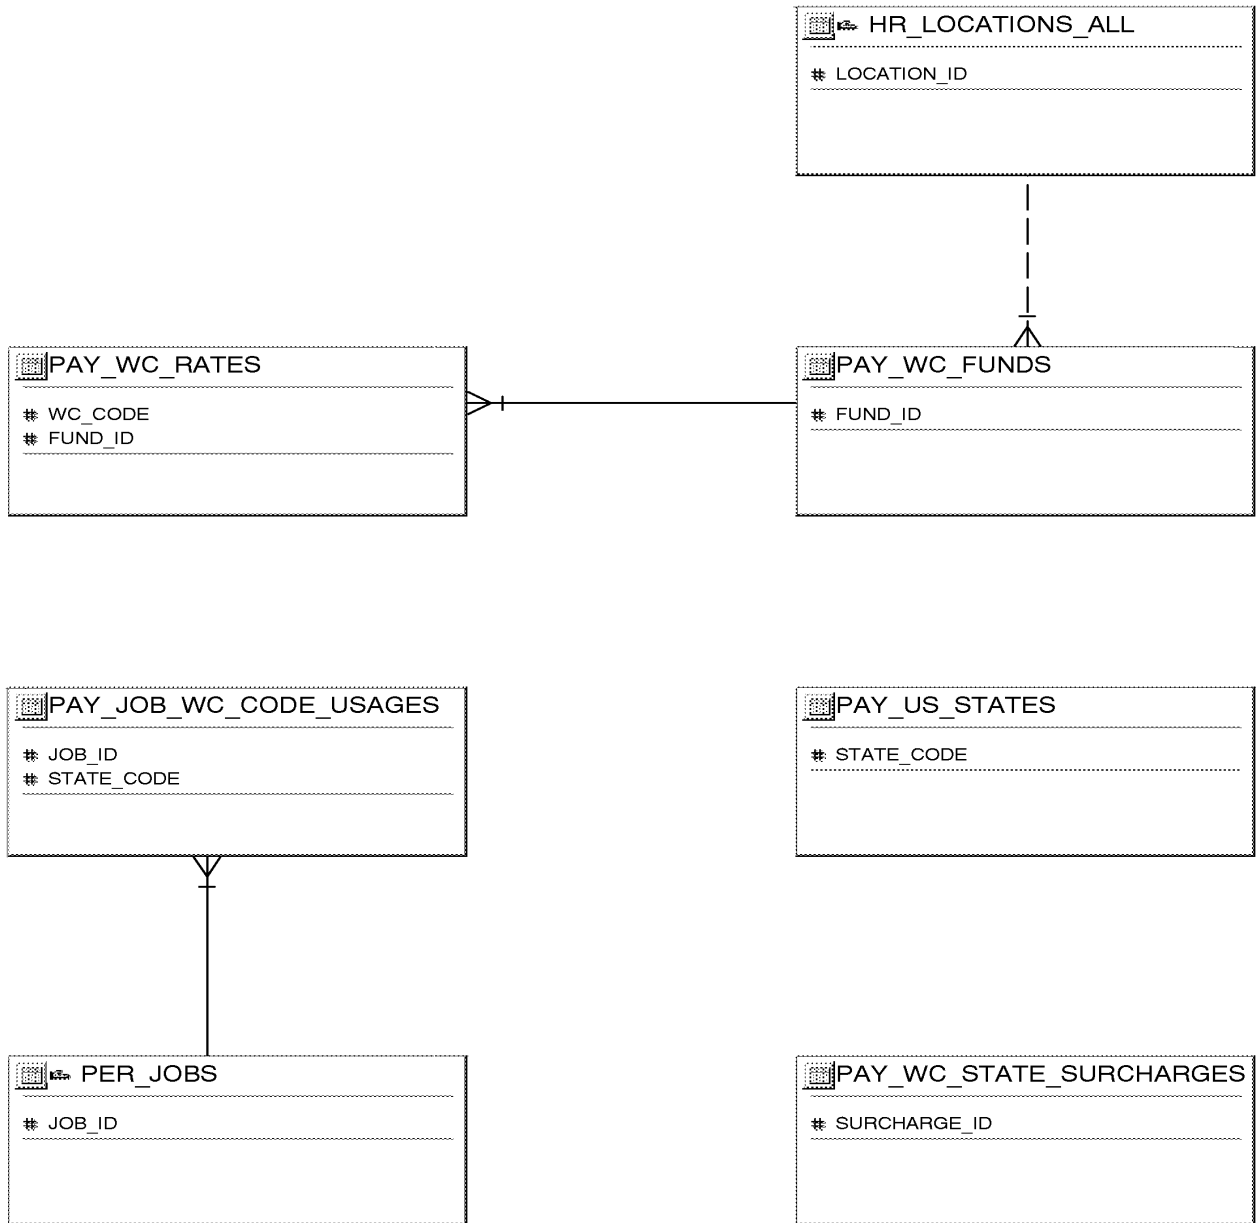 HR_LOCATIONS_ALL
# LOCATION_ID
PAY_WC_RATES
# WC_CODE
# FUND_ID
PAY_WC_FUNDS
# FUND_ID
PAY_JOB_WC_CODE_USAGES
# JOB_ID
# STATE_CODE
PAY_US_STATES
# STATE_CODE
PER_JOBS
# JOB_ID
PAY_WC_STATE_SURCHARGES
# SURCHARGE_ID